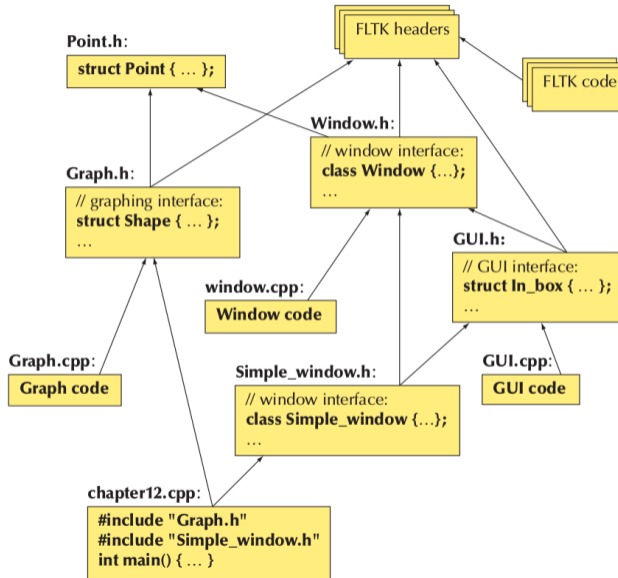 FLTK headers
Point.h:
struct Point { … };
FLTK code
Window.h:
// window interface:
class Window {…};
…
Graph.h:
// graphing interface:
struct Shape { … };
…
GUI.h:
// GUI interface:
struct In_box { … };
…
window.cpp:
Window code
Graph.cpp:
Graph code
Simple_window.h:
// window interface:
class Simple_window {…};
…
GUI.cpp:
GUI code
chapter12.cpp:
#include "Graph.h"
#include "Simple_window.h"
int main() { … }